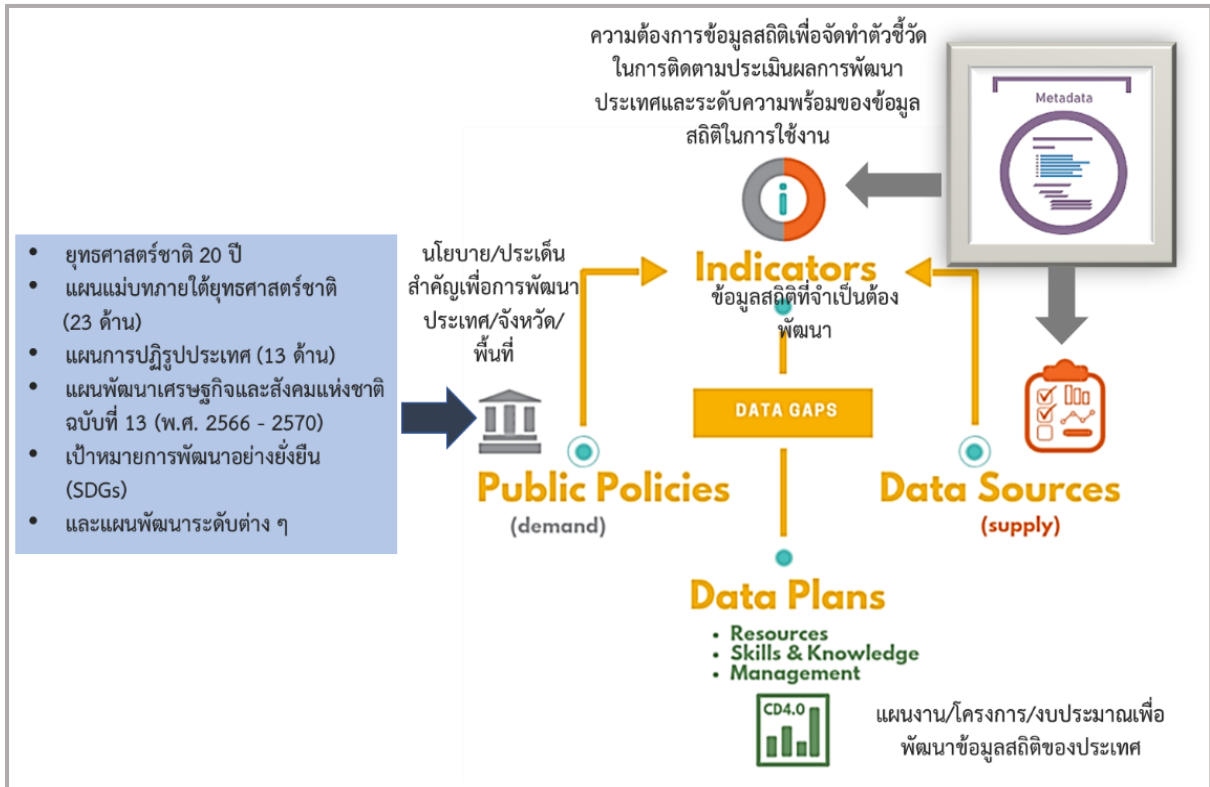 ความต้องการข้อมูลสถิติเพื่อจัดทำตัวชี้วัด
ในการติดตามประเมินผลการพัฒนา
ประเทศและระดับความพร้อมของข้อมูล
สถิติในการใช้งาน
Metadata
• ยุทธศาสตร์ชาติ 20 ปี
• แผนแม่บทภายใต้ยุทธศาสตร์ชาติ
(23 ด้าน)
• แผนการปฏิรูปประเทศ (13 ด้าน)
• แผนพัฒนาเศรษฐกิจและสังคมแห่งชาติ
ฉบับที่ 13 (พ.ศ. 2566 - 2570)
• เป้าหมายการพัฒนาอย่างยั่งยืน
(SDGs)
• และแผนพัฒนาระดับต่าง ๆ
นโยบาย/ประเด็น
สำคัญเพื่อการพัฒนา
ประเทศ/จังหวัด/
พื้นที่
Indicators
ข้อมูลสถิติที่จำเป็นต้อง
พัฒนา
DATA GAPS
Public Policies
(demand)
Data Sources
(supply)
Data Plans
• Resources
• Skills & Knowledge
• Management
CD4.0
แผนงาน/โครงการ/งบประมาณเพื่อ
พัฒนาข้อมูลสถิติของประเทศ